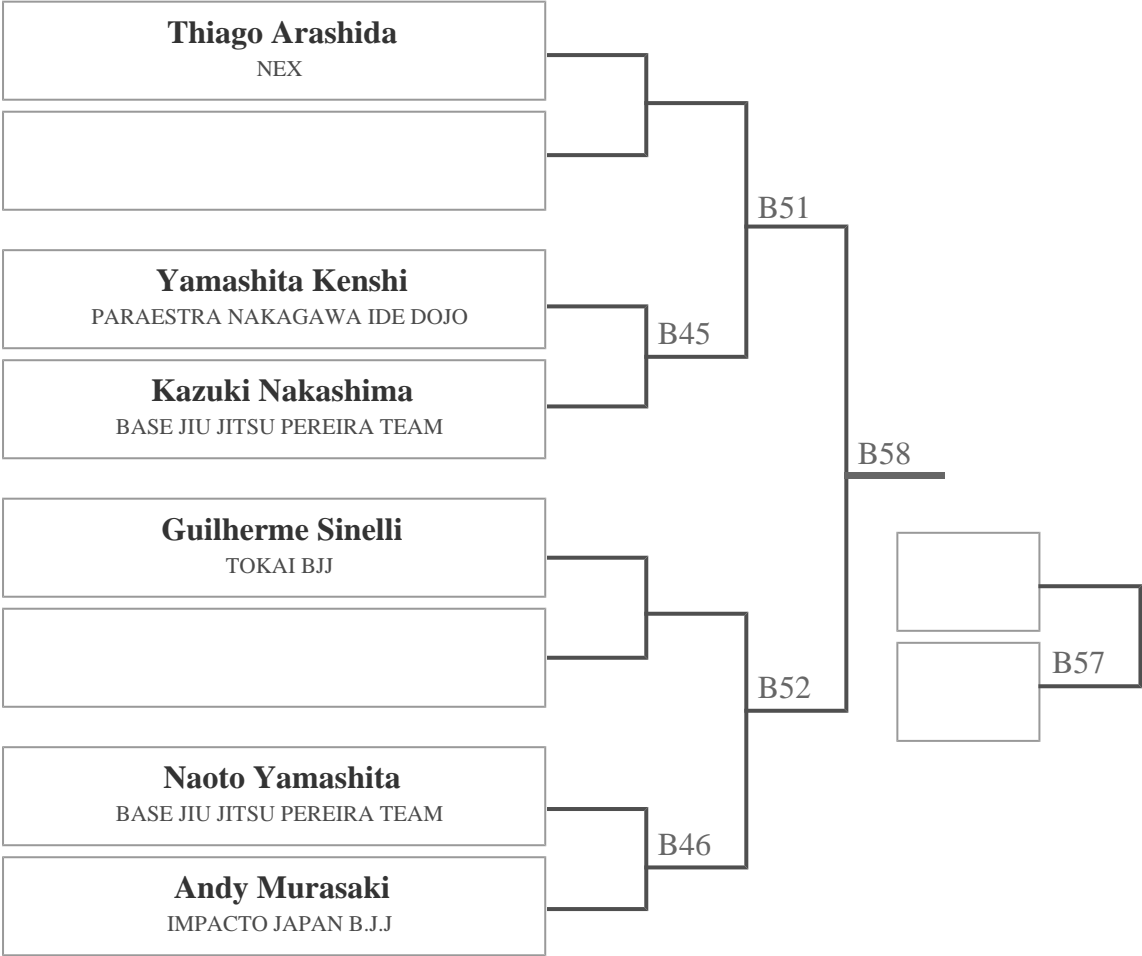 Thiago Arashida
NEX
B51
Yamashita Kenshi
PARAESTRA NAKAGAWA IDE DOJO
B45
Kazuki Nakashima
BASE JIU JITSU PEREIRA TEAM
B58
Guilherme Sinelli
TOKAI BJJ
B57
B52
Naoto Yamashita
BASE JIU JITSU PEREIRA TEAM
B46
Andy Murasaki
IMPACTO JAPAN B.J.J